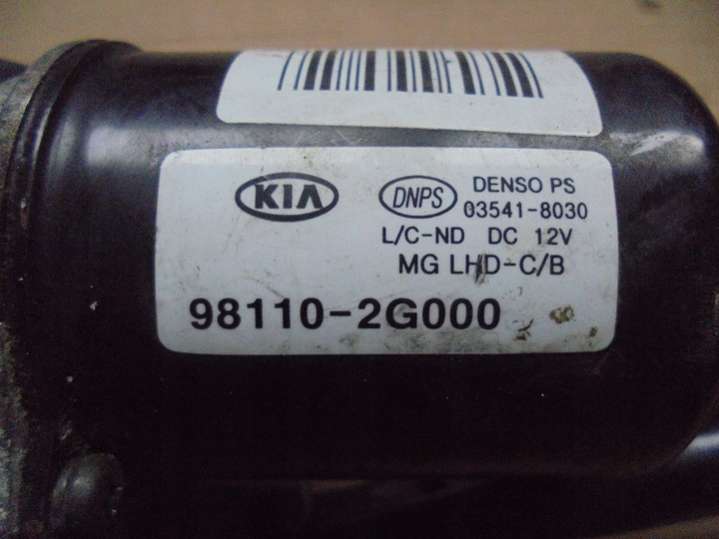 KIA DNPS DENSO PS
03541-8030
L/C-ND DC 12V
MG LHD-C/B
98110-2G000